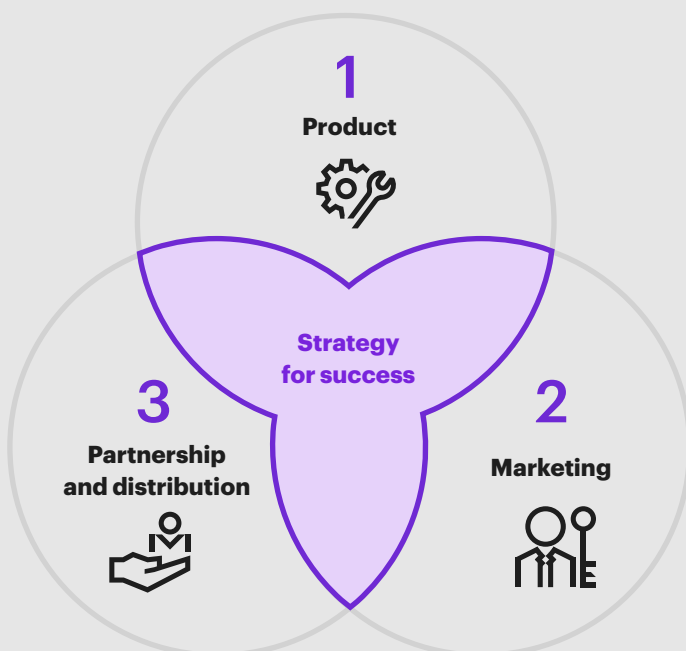 1
Product
Strategy
for success
3
Partnership
and distribution
2
Marketing